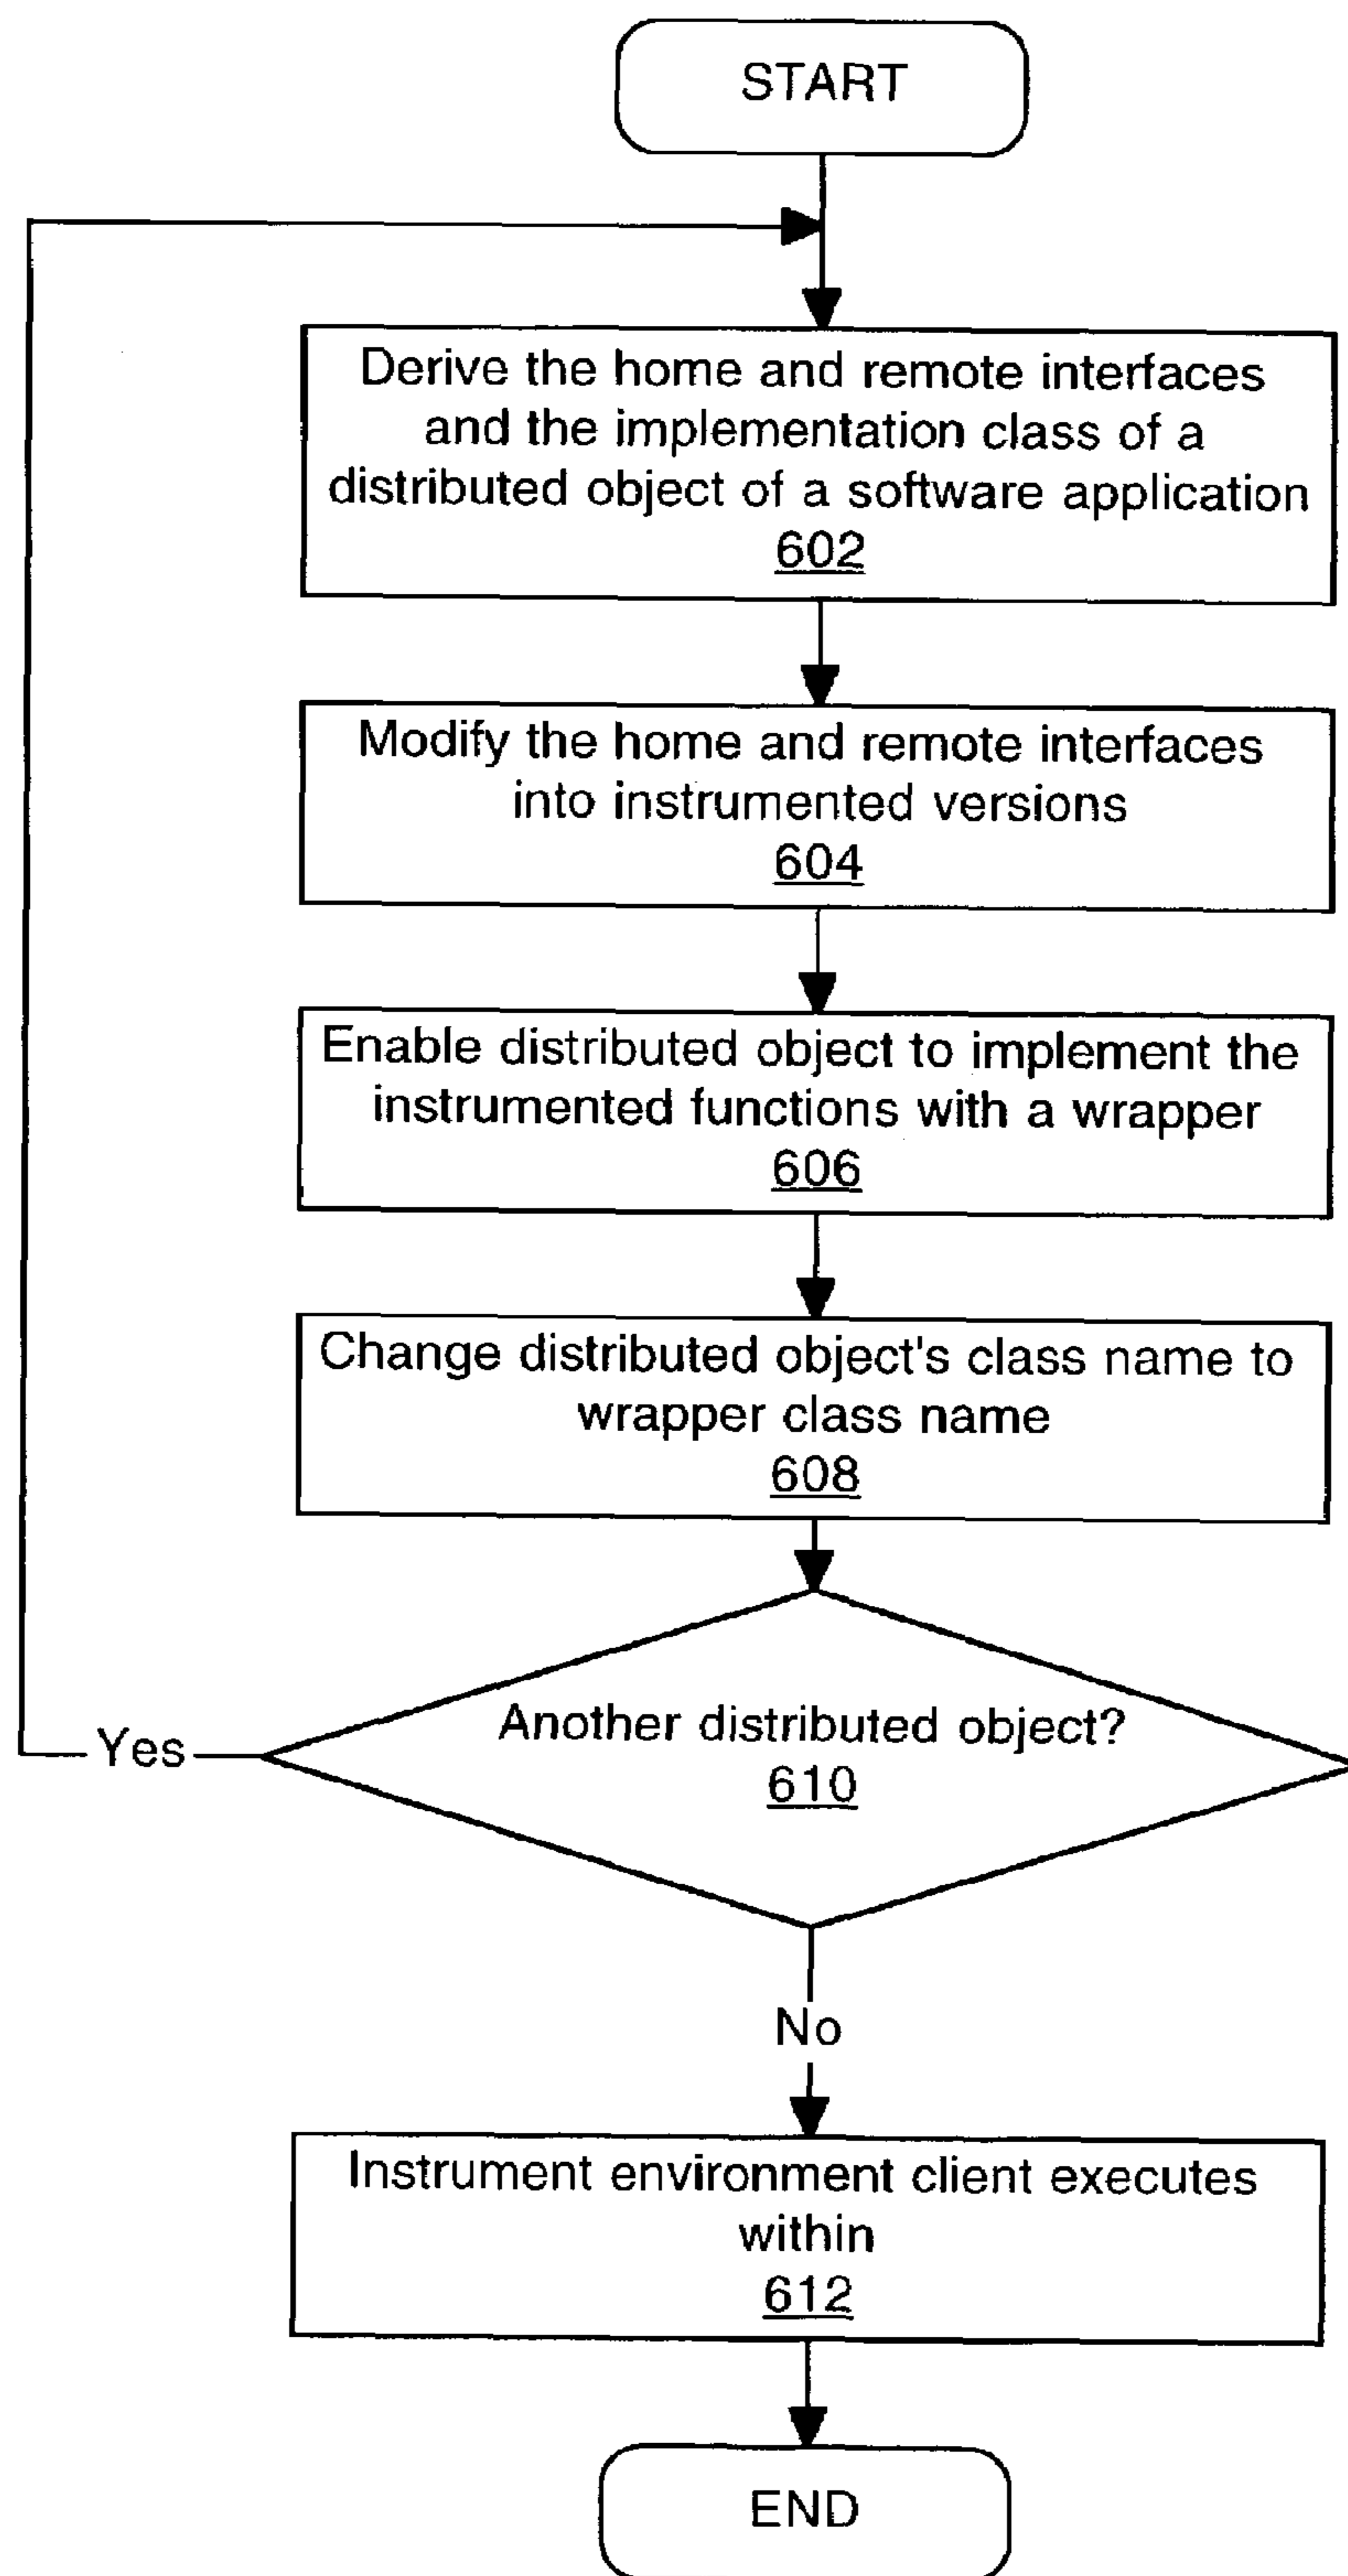 START
Derive the home and remote interfaces
and the implementation class of a
distributed object of a software application
602
Modify the home and remote interfaces
into instrumented versions
604
Enable distributed object to implement the
instrumented functions with a wrapper
606
Change distributed object's class name to
wrapper class name
608
Another distributed object?
610
Yes
No
Instrument environment client executes
within
612
END